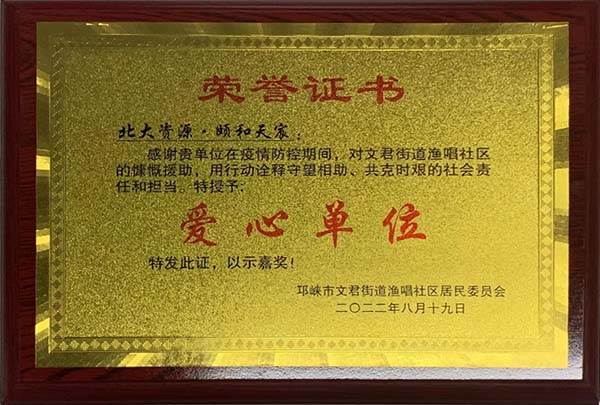 荣誉证书
北大资源·颐和天宸：
感谢贵单位在疫情防控期间，对文君街道渔唱社区
的慷慨援助，用行动诠释守望相助、共克时艰的社会责
任和担当，特授予：
爱心单位
特发此证，以示嘉奖！
邛崃市文君街道渔唱社区居民委员会
二〇二二年八月十九日